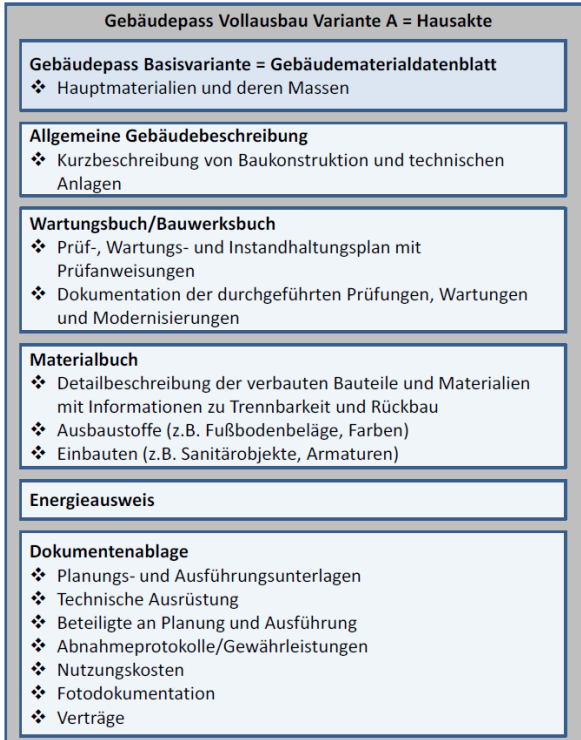 Gebäudepass Vollausbau Variante A = Hausakte
Gebäudepass Basisvariante = Gebäudematerialdatenblatt
❖ Hauptmaterialien und deren Massen
Allgemeine Gebäudebeschreibung
❖ Kurzbeschreibung von Baukonstruktion und technischen
Anlagen
Wartungsbuch/Bauwerksbuch
❖ Prüf-, Wartungs- und Instandhaltungsplan mit
Prüfanweisungen
❖ Dokumentation der durchgeführten Prüfungen, Wartungen
und Modernisierungen
Materialbuch
❖ Detailbeschreibung der verbauten Bauteile und Materialien
mit Informationen zu Trennbarkeit und Rückbau
❖ Ausbaustoffe (z.B. Fußbodenbeläge, Farben)
❖ Einbauten (z.B. Sanitärobjekte, Armaturen)
Energieausweis
Dokumentenablage
❖ Planungs- und Ausführungsunterlagen
❖ Technische Ausrüstung
❖ Beteiligte an Planung und Ausführung
❖ Abnahmeprotokolle/Gewährleistungen
❖ Nutzungskosten
❖ Fotodokumentation
❖ Verträge